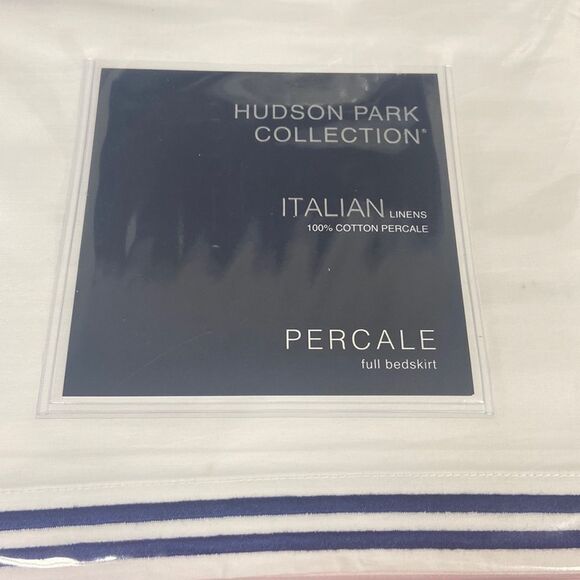 HUDSON PARK
COLLECTION®
ITALIAN LINENS
100% COTTON PERCALE
PERCALE
full bedskirt